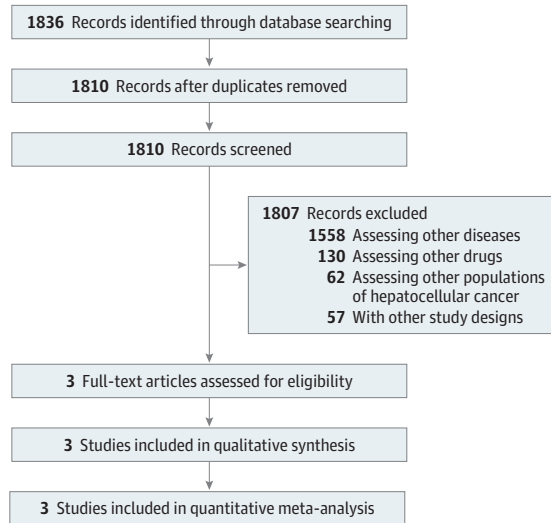 1836 Records identified through database searching
1810 Records after duplicates removed
1810 Records screened
1807 Records excluded
1558 Assessing other diseases
130 Assessing other drugs
62 Assessing other populations
of hepatocellular cancer
57 With other study designs
3 Full-text articles assessed for eligibility
3 Studies included in qualitative synthesis
3 Studies included in quantitative meta-analysis